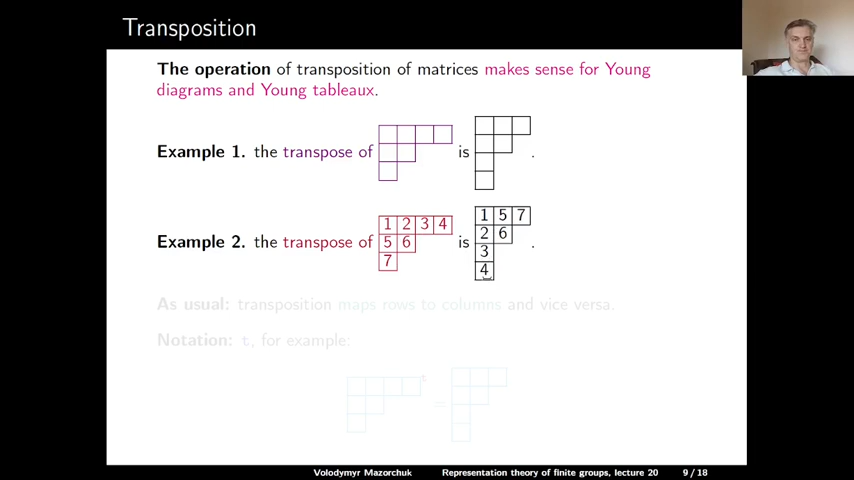 Transposition
The operation of transposition of matrices makes sense for Young
diagrams and Young tableaux.
Example 1. the transpose of is .
Example 2. the transpose of
1 2 3 4
5 6
7
is
1 5 7
2 6
3
4
.
As usual: transposition maps rows to columns and vice versa.
Notation: t, for example:
t
=
Volodymyr Mazorchuk Representation theory of finite groups, lecture 20 9 / 18